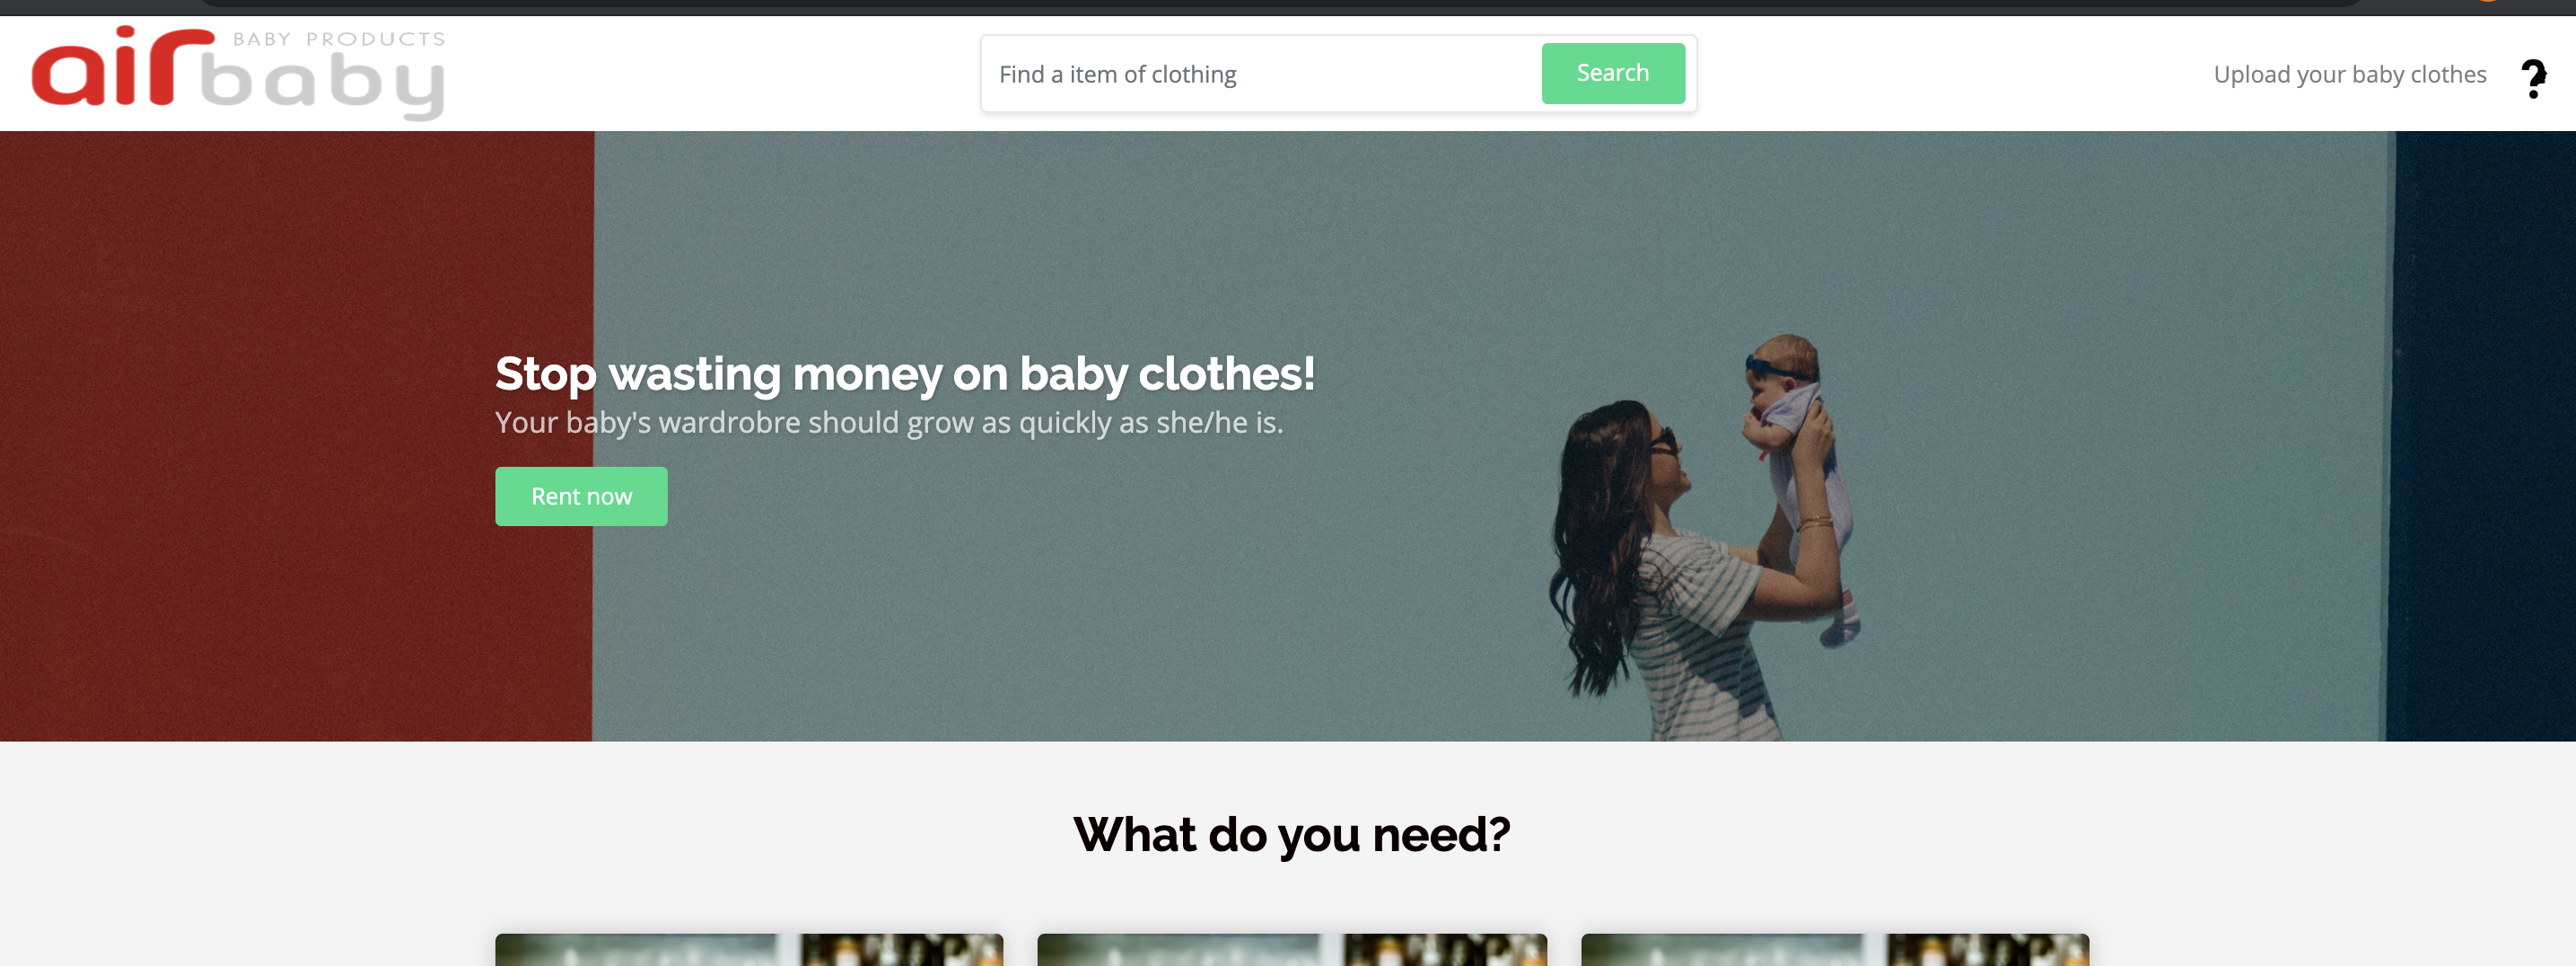 BABY PRODUCTS
airbaby
Find a item of clothing
Search
Upload your baby clothes
?
Stop wasting money on baby clothes!
Your baby's wardrobre should grow as quickly as she/he is.
Rent now
What do you need?